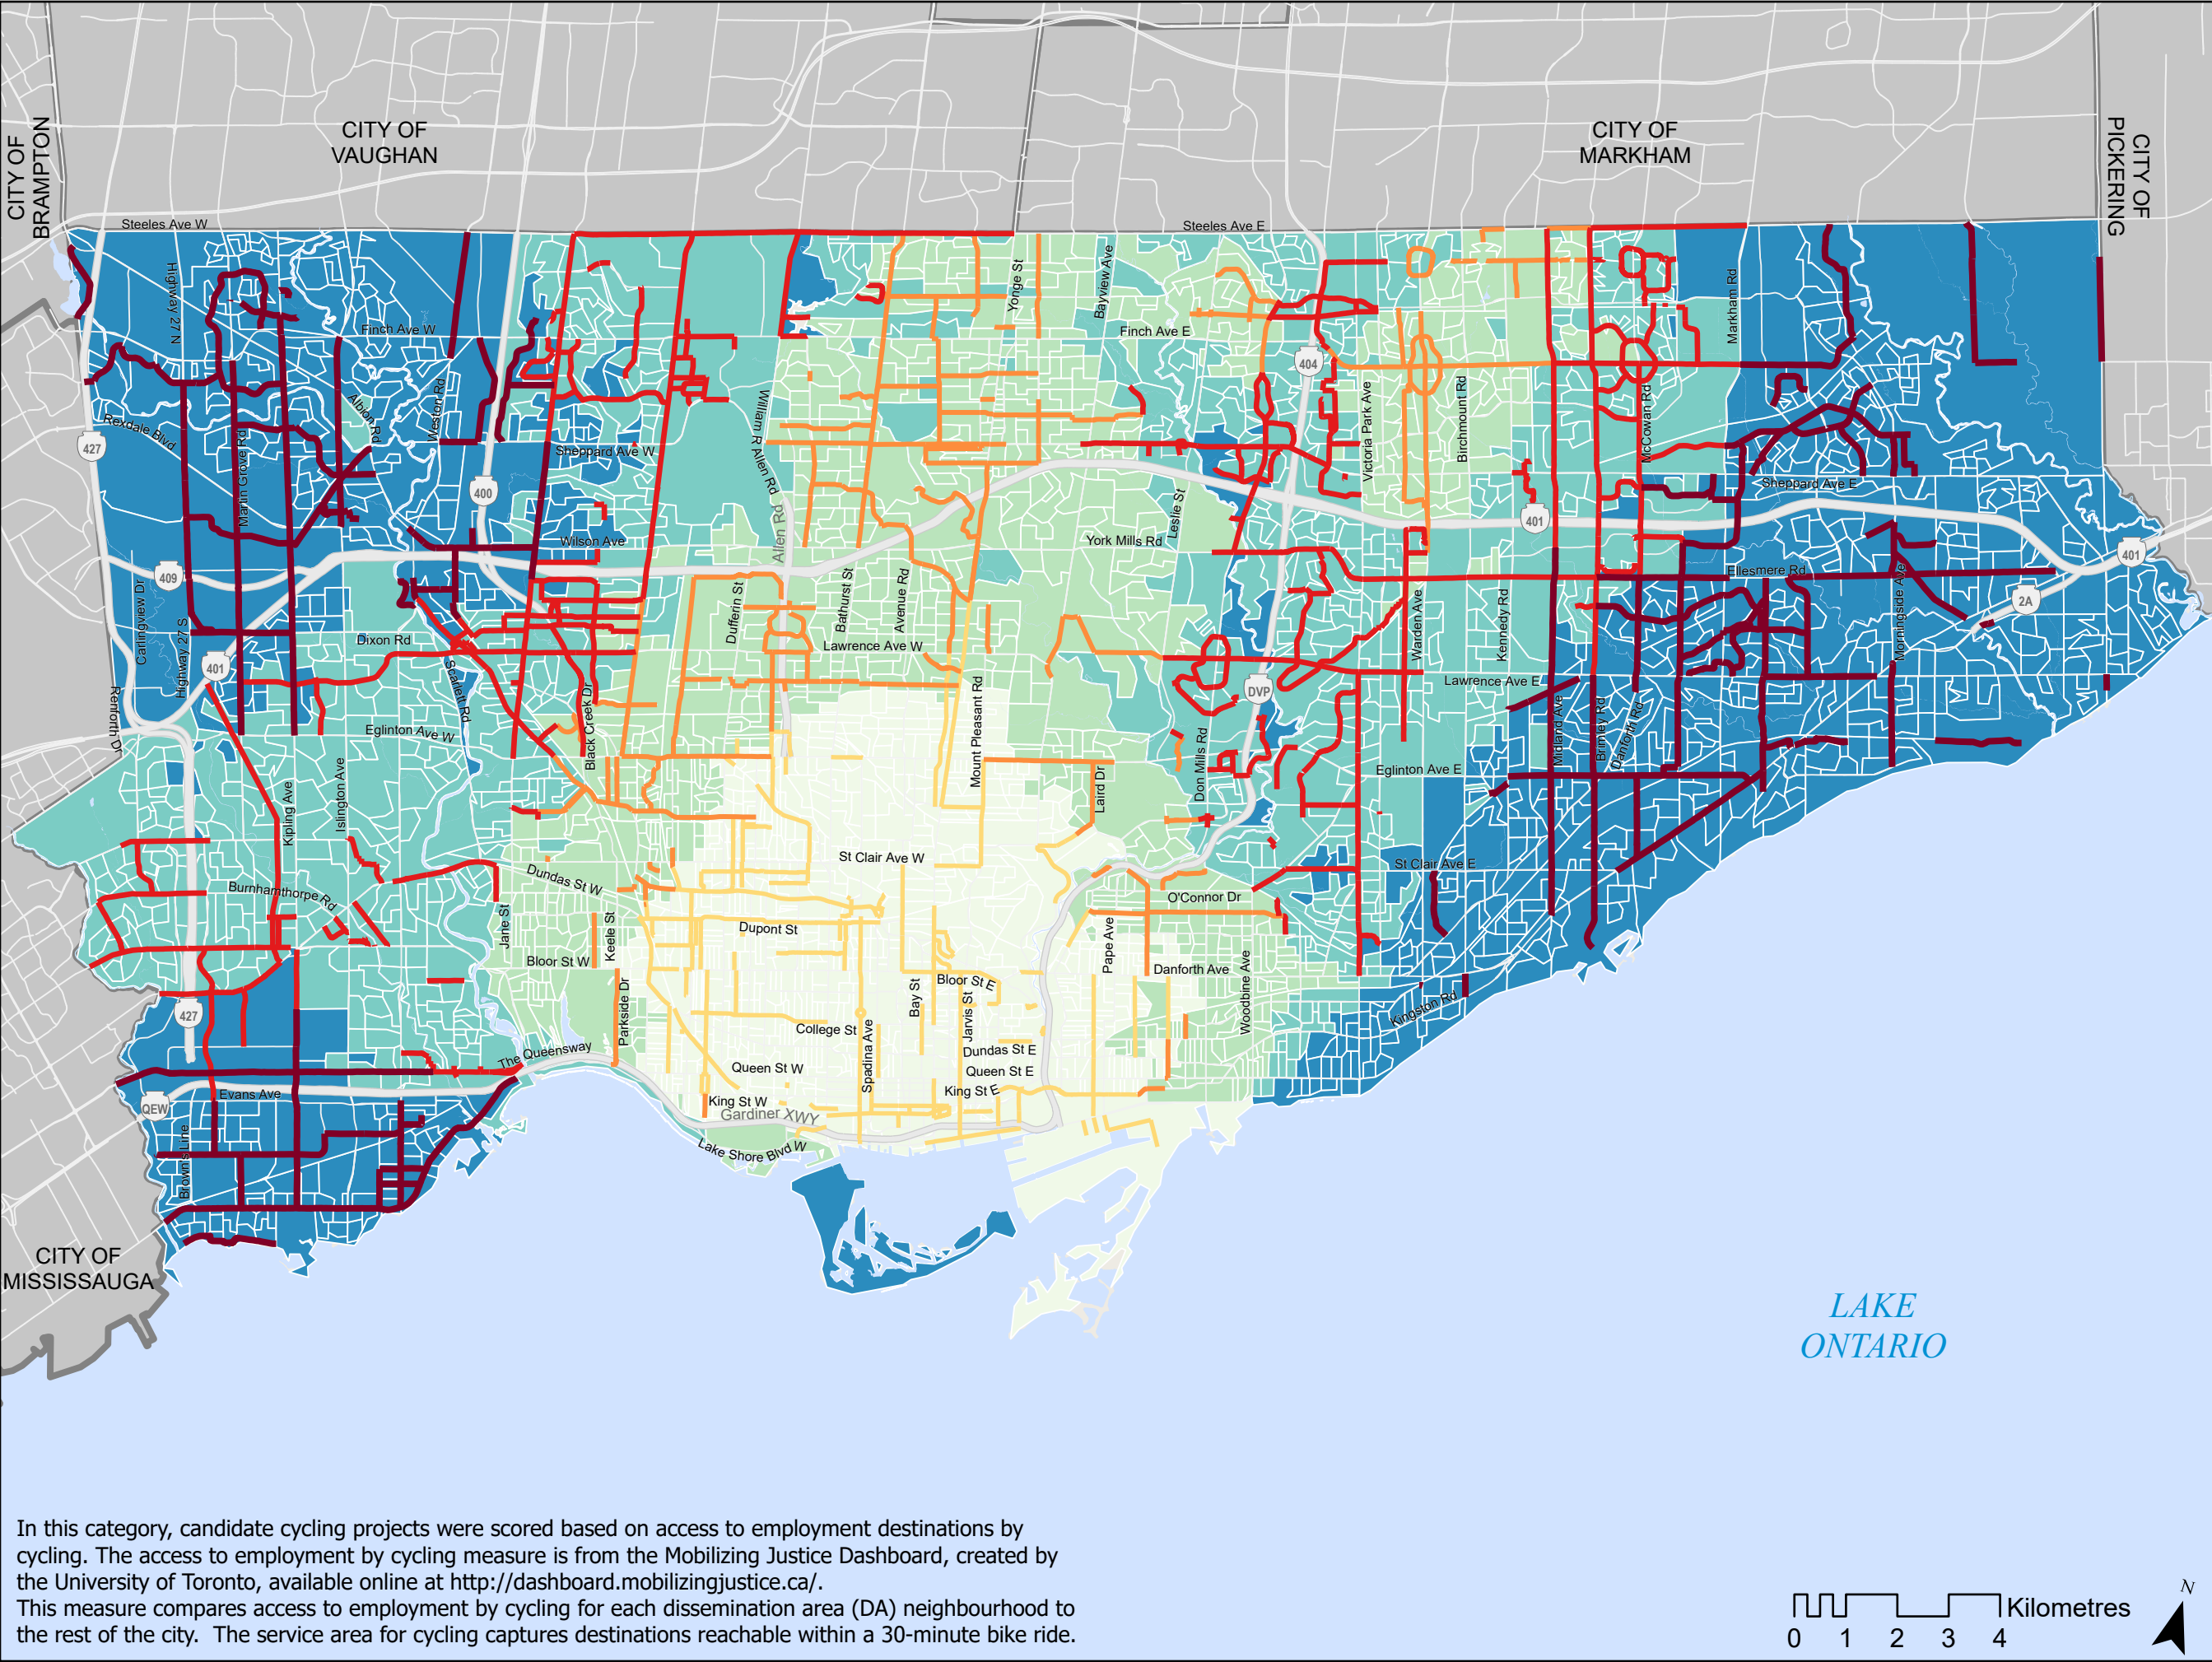 CITY OF
BRAMPTON
CITY OF
VAUGHAN
CITY OF
MARKHAM
CITY OF
PICKERING
Steeles Ave W
Steeles Ave E
Highway 27 N
Finch Ave W
Yonge St
Bayview Ave
Finch Ave E
Markham Rd
404
Rexdale Blvd
Albion Rd
Weston Rd
William R Allen Rd
Victoria Park Ave
Birchmount Rd
McCowan Rd
427
Martin Grove Rd
Sheppard Ave W
400
Sheppard Ave E
Leslie St
401
Wilson Ave
Allen Rd
York Mills Rd
401
409
Ellesmere Rd
2A
Carlingview Dr
Highway 27 S
Dixon Rd
Dufferin St
Bathurst St
Avenue Rd
Lawrence Ave W
Warden Ave
Kennedy Rd
Morningside Ave
401
Scarlett Rd
Renforth Dr
Black Creek Dr
Mount Pleasant Rd
DVP
Lawrence Ave E
Midland Ave
Brimley Rd
Danforth Rd
Eglinton Ave W
Don Mills Rd
Laird Dr
Eglinton Ave E
Kipling Ave
Islington Ave
St Clair Ave W
St Clair Ave E
Dundas St W
Burnhamthorpe Rd
O'Connor Dr
Jane St
Keele St
Dupont St
Pape Ave
Woodbine Ave
Bloor St W
Danforth Ave
Bloor St E
Parkside Dr
Bay St
Jarvis St
427
College St
Spadina Ave
Kingston Rd
The Queensway
Dundas St E
Queen St W
Queen St E
Evans Ave
King St E
QEW
King St W
Gardiner XWY
Brown's Line
Lake Shore Blvd W
CITY OF
MISSISSAUGA
LAKE
ONTARIO
In this category, candidate cycling projects were scored based on access to employment destinations by
cycling. The access to employment by cycling measure is from the Mobilizing Justice Dashboard, created by
the University of Toronto, available online at http://dashboard.mobilizingjustice.ca/.
This measure compares access to employment by cycling for each dissemination area (DA) neighbourhood to
the rest of the city.  The service area for cycling captures destinations reachable within a 30-minute bike ride.
N
Kilometres
0 1 2 3 4